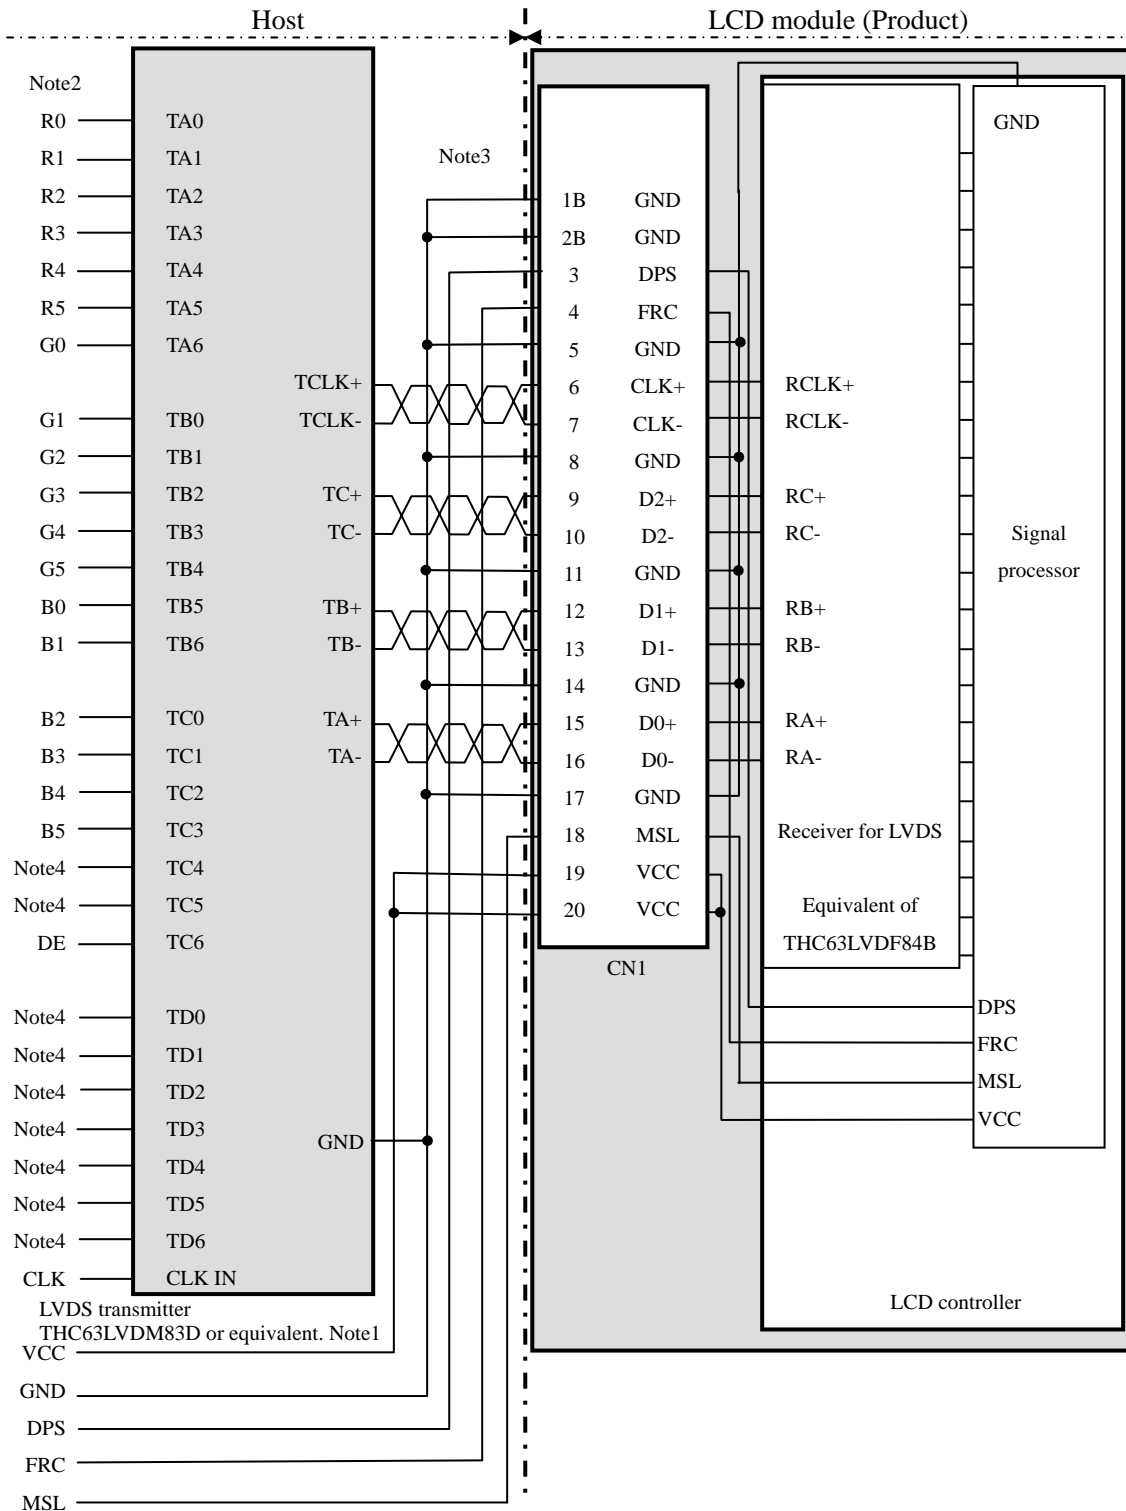 Host
LCD module (Product)
Note2
R0 TA0
R1 TA1
R2 TA2
R3 TA3
R4 TA4
R5 TA5
G0 TA6
TCLK+
G1 TB0 TCLK-
G2 TB1
G3 TB2 TC+
G4 TB3 TC-
G5 TB4
B0 TB5 TB+
B1 TB6 TB-
B2 TC0 TA+
B3 TC1 TA-
B4 TC2
B5 TC3
Note4 TC4
Note4 TC5
DE TC6
Note4 TD0
Note4 TD1
Note4 TD2
Note4 TD3
GND
Note4 TD4
Note4 TD5
Note4 TD6
CLK CLK IN
LVDS transmitter
THC63LVDM83D or equivalent. Note1
VCC
GND
DPS
FRC
MSL
Note3
1B GND
2B GND
3 DPS
4 FRC
5 GND
6 CLK+
7 CLK-
8 GND
9 D2+
10 D2-
11 GND
12 D1+
13 D1-
14 GND
15 D0+
16 D0-
17 GND
18 MSL
19 VCC
20 VCC
CN1
RCLK+
RCLK-
RC+
RC-
RB+
RB-
RA+
RA-
Receiver for LVDS
Equivalent of
THC63LVDF84B
GND
Signal
processor
DPS
FRC
MSL
VCC
LCD controller